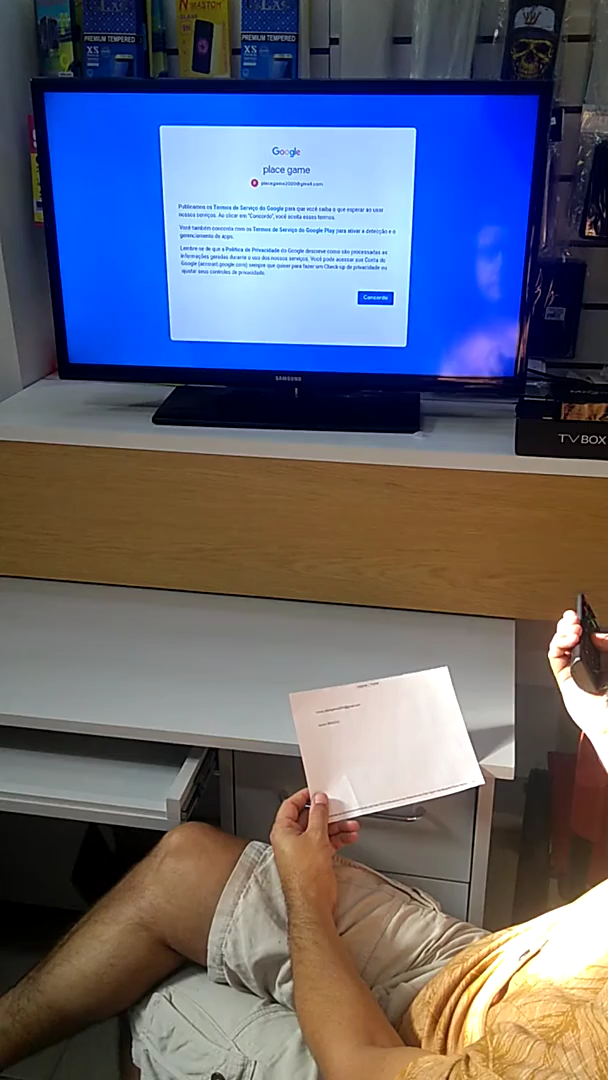 MASTOM
PREMIUM TEMPERED
XS
PREMIUM TEMPERED
XS
Google
place game
Publicamos os Termos de Serviço do Google para que você saiba o que esperar ao usar
nossos serviços. Ao clicar em "Concordo", você aceita esses termos.
Você também concorda com os Termos de Serviço do Google Play para ativar a detecção e o
gerenciamento de apps.
Lembre-se de que a Política de Privacidade do Google descreve como são processadas as
informações geradas durante o uso dos nossos serviços. Você pode acessar sua Conta do
Google (account.google.com) sempre que quiser para fazer um Check-up de privacidade ou
ajustar seus controles de privacidade.
Concordo
SAMSUNG
TV BOX